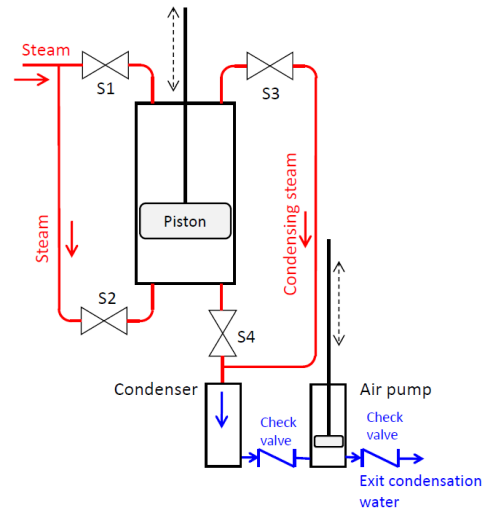 Steam
S1
S3
Piston
Steam
Condensing steam
S2
S4
Condenser
Air pump
Check
valve
Check
valve
Exit condensation
water